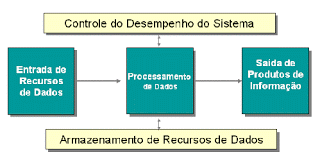 Controle do Desempenho do Sistema
Entrada de
Recursos
de Dados
Processamento
de Dados
Saída de
Produtos de
Informação
Armazenamento de Recursos de Dados